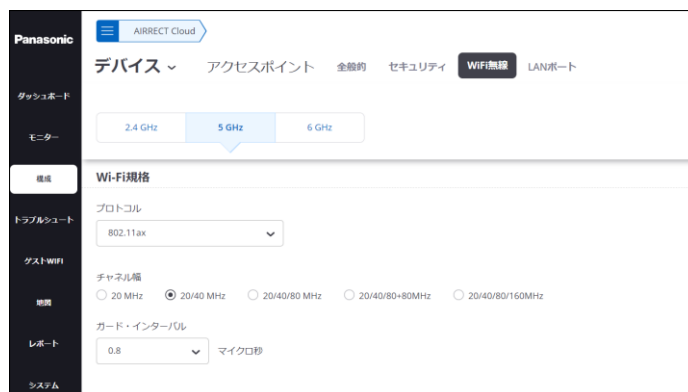 Panasonic
AIRRECT Cloud
デバイス アクセスポイント 全般的 セキュリティ WiFi無線 LANポート
ダッシュボード
2.4 GHz 5 GHz 6 GHz
モニター
構成
Wi-Fi規格
プロトコル
トラブルシュート
802.11ax
ゲストWIFI
チャネル幅
20 MHz 20/40 MHz 20/40/80 MHz 20/40/80+80MHz 20/40/80/160MHz
地図
ガード・インターバル
レポート
0.8 マイクロ秒
システム